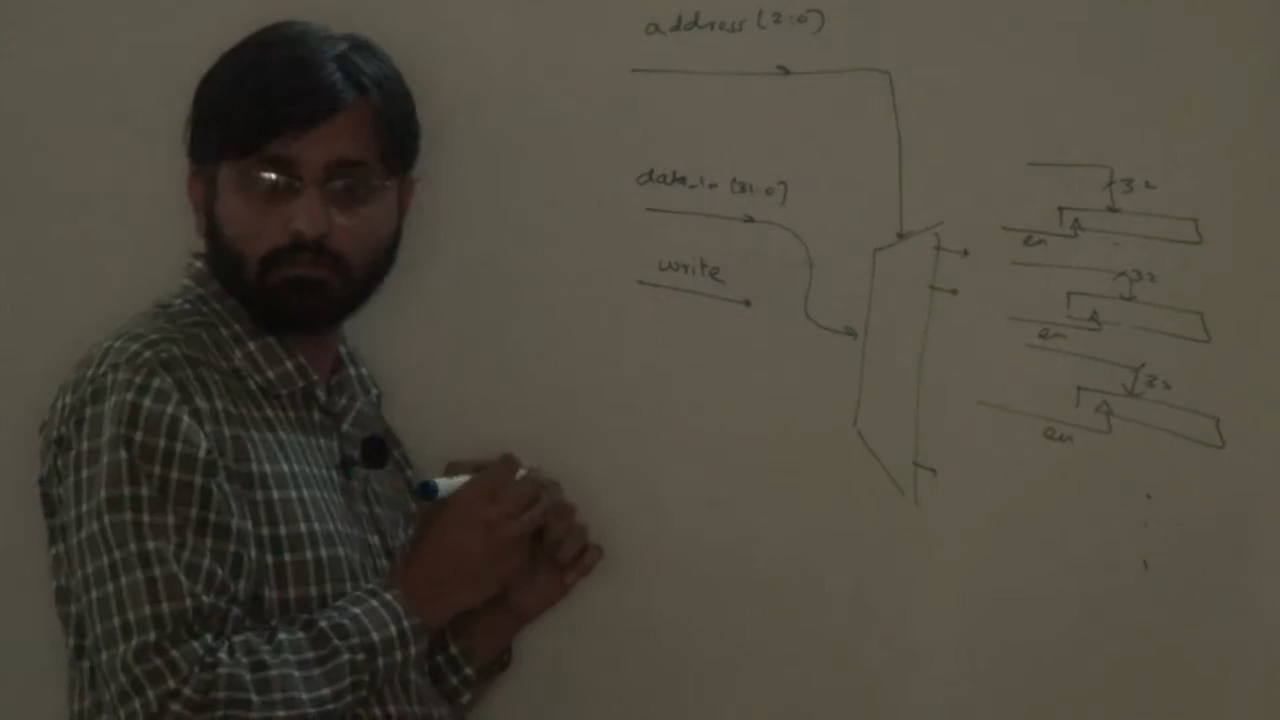 address (2:0)
data_in (31:0)
write
32
en
32
en
32
en